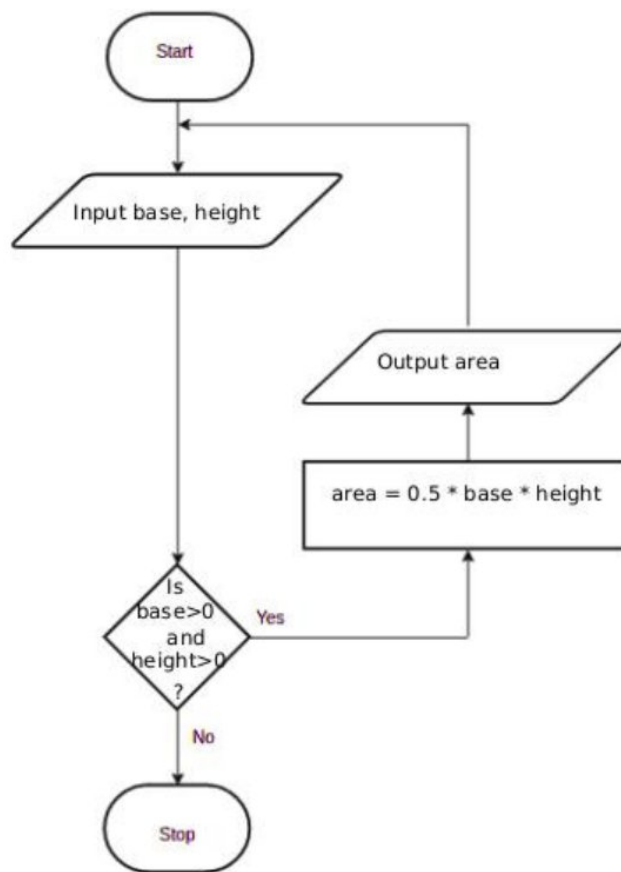 Start
Input base, height
Output area
area = 0.5 * base * height
Is
base>0
and
height>0
?
Yes
No
Stop